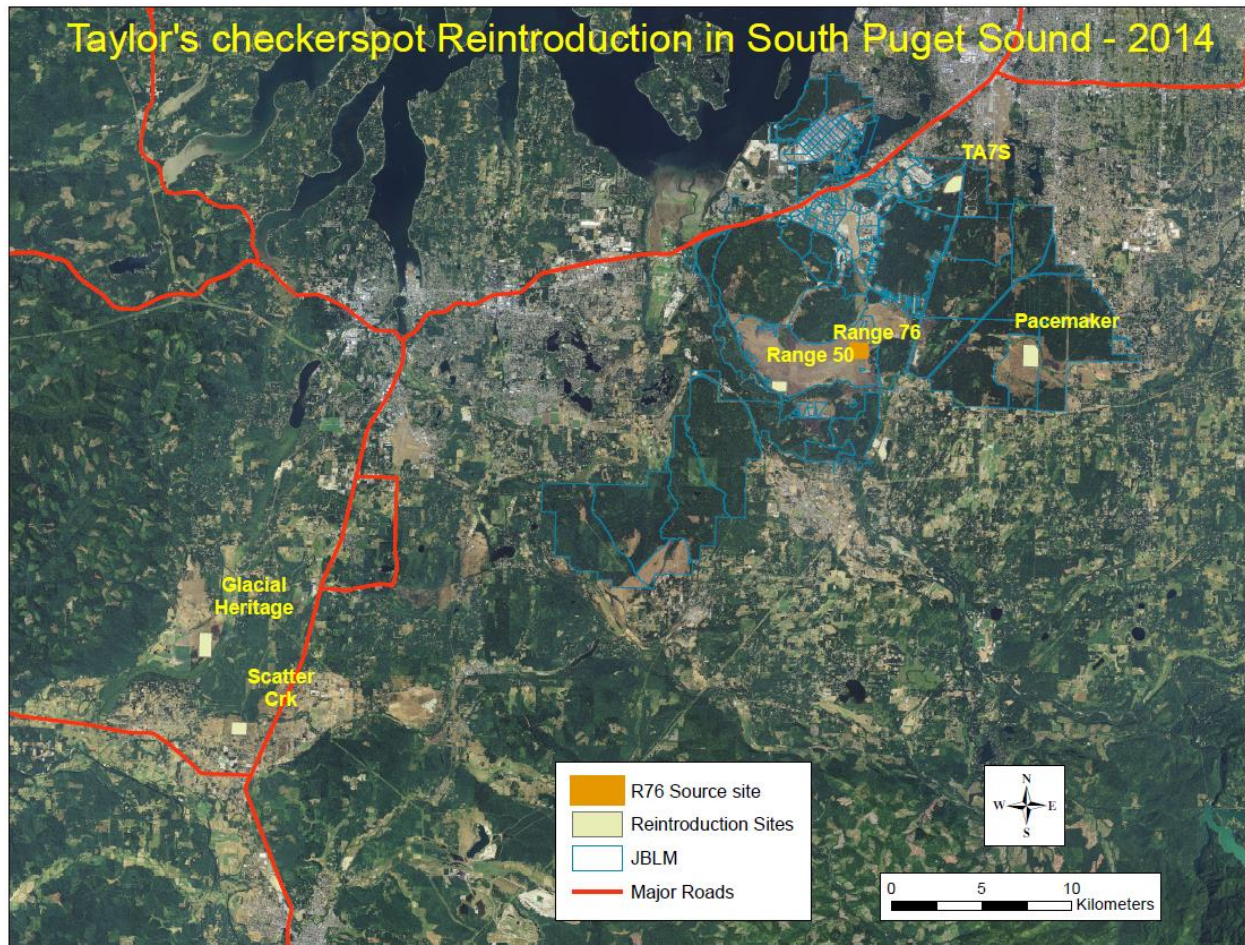 Taylor's checkerspot Reintroduction in South Puget Sound - 2014
TA7S
Pacemaker
Range 76
Range 50
Glacial
Heritage
Scatter
Crk
R76 Source site
Reintroduction Sites
JBLM
Major Roads
N
W E
S
0 5 10
Kilometers